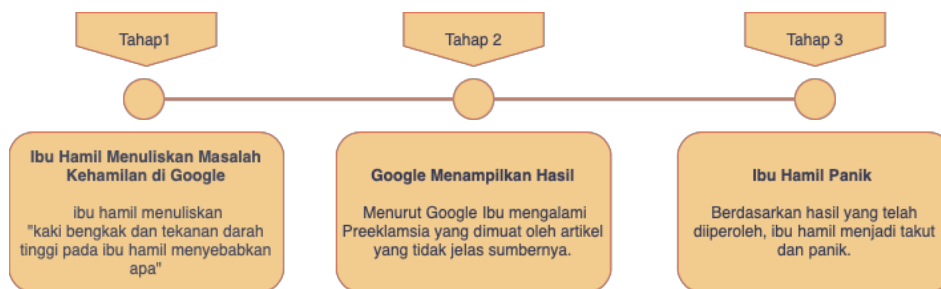 Tahap1
Tahap 2
Tahap 3
Ibu Hamil Menuliskan Masalah
Kehamilan di Google
ibu hamil menuliskan
"kaki bengkak dan tekanan darah
tinggi pada ibu hamil menyebabkan
apa"
Google Menampilkan Hasil
Menurut Google Ibu mengalami
Preeklamsia yang dimuat oleh artikel
yang tidak jelas sumbernya.
Ibu Hamil Panik
Berdasarkan hasil yang telah
diiperoleh, ibu hamil menjadi takut
dan panik.